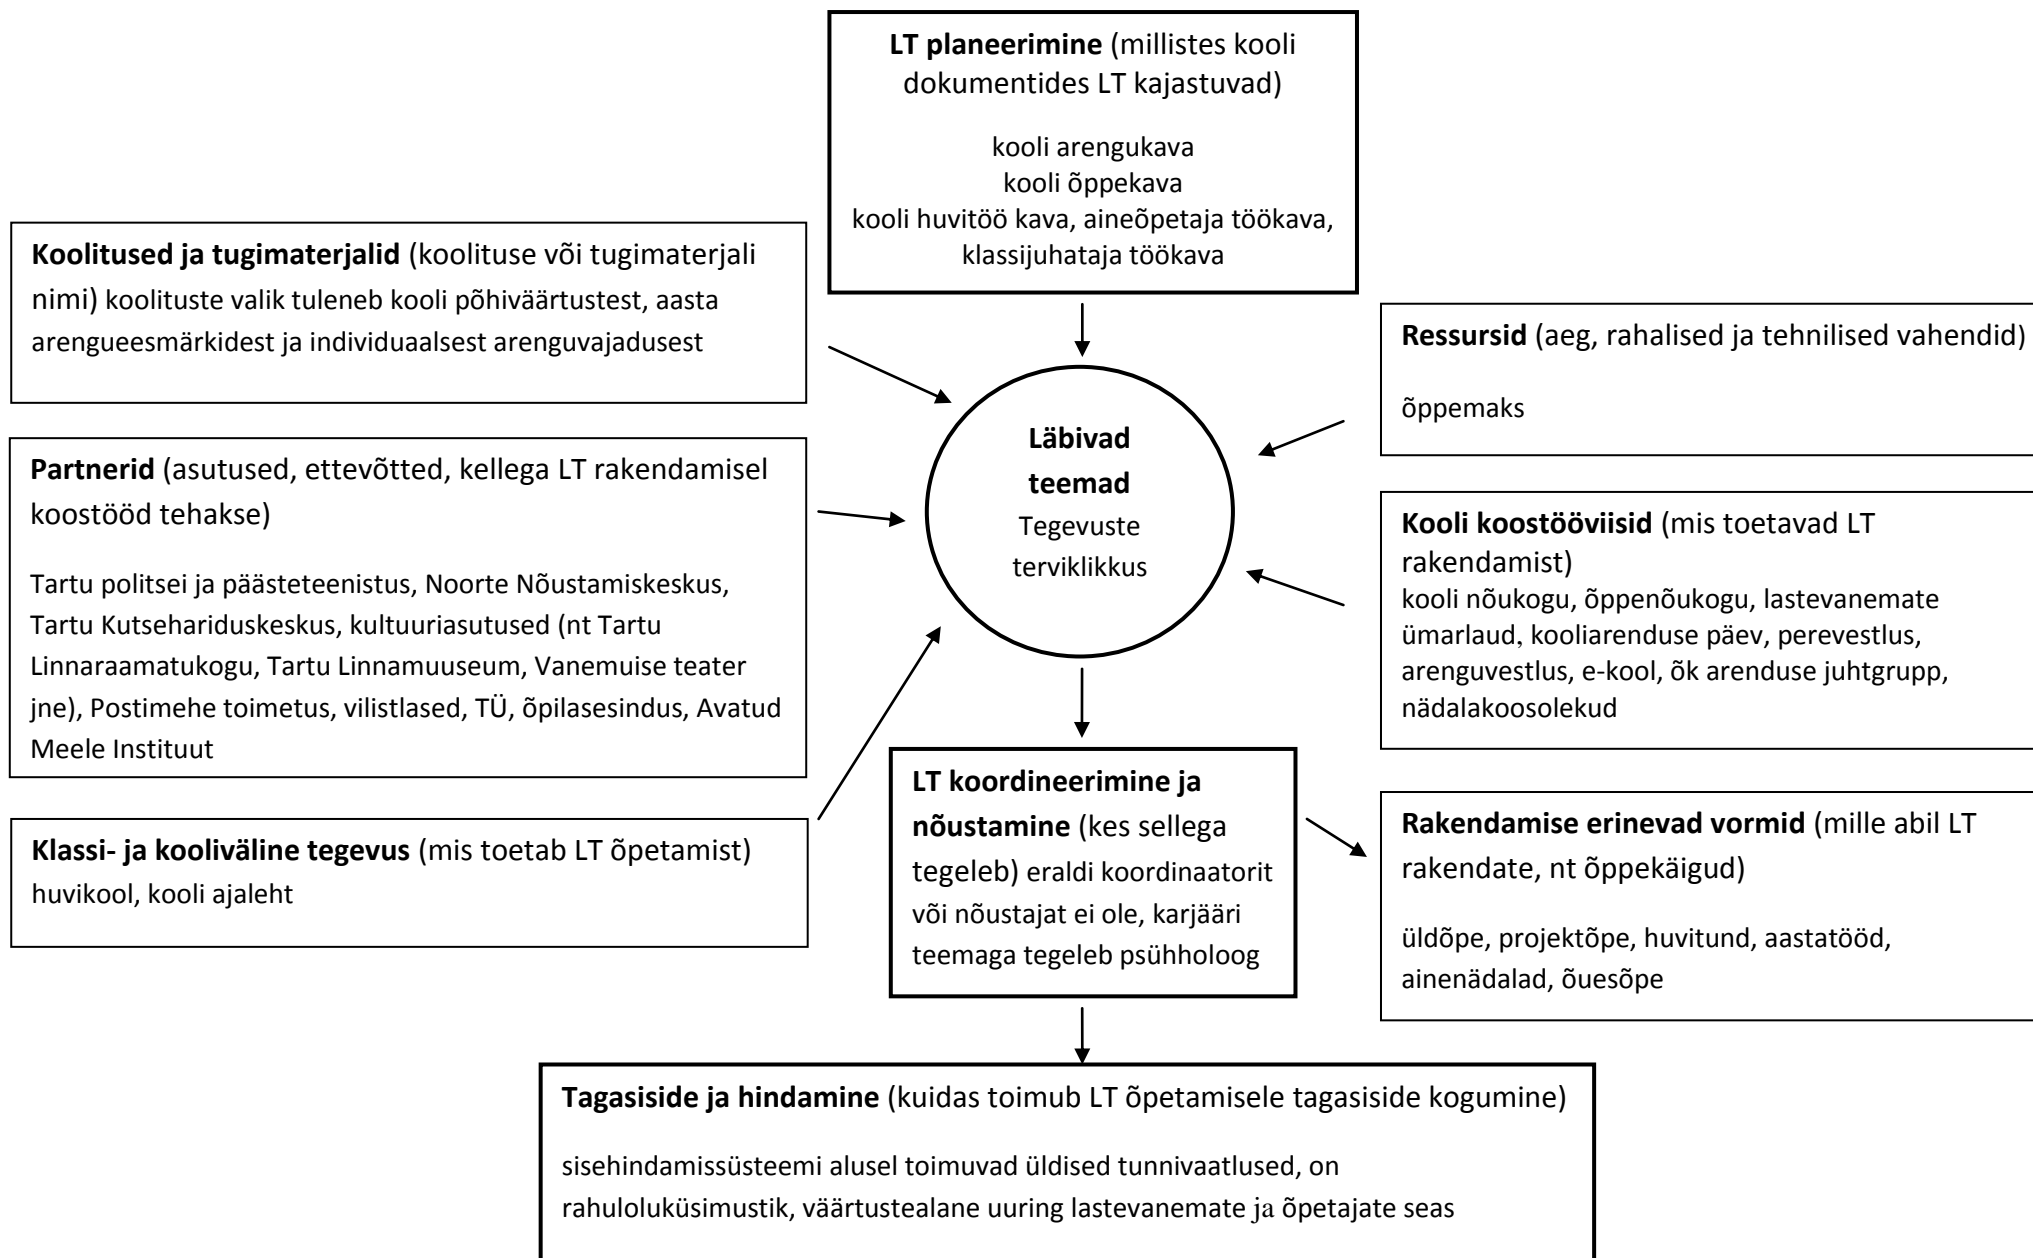 LT planeerimine (millistes kooli
dokumentides LT kajastuvad)
kooli arengukava
kooli õppekava
kooli huvitöö kava, aineõpetaja töökava,
klassijuhataja töökava
Koolitused ja tugimaterjalid (koolituse või tugimaterjali
nimi) koolituste valik tuleneb kooli põhiväärtustest, aasta
arengueesmärkidest ja individuaalsest arenguvajadusest
Ressursid (aeg, rahalised ja tehnilised vahendid)
õppemaks
Läbivad
teemad
Tegevuste
terviklikkus
Partnerid (asutused, ettevõtted, kellega LT rakendamisel
koostööd tehakse)
Tartu politsei ja päästeteenistus, Noorte Nõustamiskeskus,
Tartu Kutsehariduskeskus, kultuuriasutused (nt Tartu
Linnaraamatukogu, Tartu Linnamuuseum, Vanemuise teater
jne), Postimehe toimetus, vilistlased, TÜ, õpilasesindus, Avatud
Meele Instituut
Kooli koostööviisid (mis toetavad LT
rakendamist)
kooli nõukogu, õppenõukogu, lastevanemate
ümarlaud, kooliarenduse päev, perevestlus,
arenguvestlus, e-kool, õk arenduse juhtgrupp,
nädalakoosolekud
Klassi- ja kooliväline tegevus (mis toetab LT õpetamist)
huvikool, kooli ajaleht
LT koordineerimine ja
nõustamine (kes sellega
tegeleb) eraldi koordinaatorit
või nõustajat ei ole, karjääri
teemaga tegeleb psühholoog
Rakendamise erinevad vormid (mille abil LT
rakendate, nt õppekäigud)
üldõpe, projektõpe, huvitund, aastatööd,
ainenädalad, õuesõpe
Tagasiside ja hindamine (kuidas toimub LT õpetamisele tagasiside kogumine)
sisehindamissüsteemi alusel toimuvad üldised tunnivaatlused, on
rahuloluküsimustik, väärtustealane uuring lastevanemate ja õpetajate seas